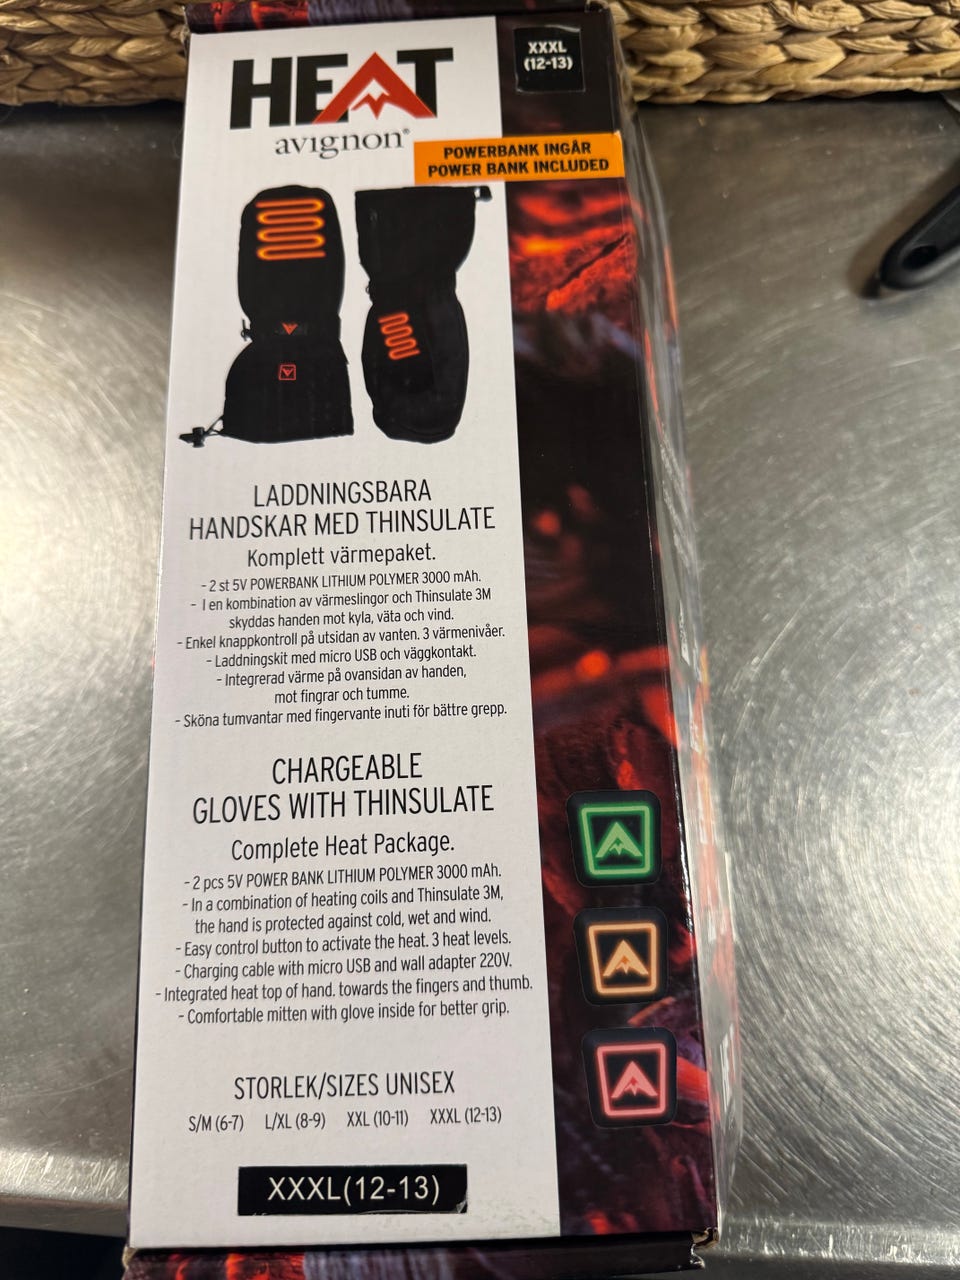 HEAT
avignon®
XXXL
(12-13)
POWERBANK INGÅR
POWER BANK INCLUDED
LADDNINGSBARA
HANDSKAR MED THINSULATE
Komplett värmepaket.
- 2 st 5V POWERBANK LITHIUM POLYMER 3000 mAh.
- I en kombination av värmeslingor och Thinsulate 3M
skyddas handen mot kyla, väta och vind.
- Enkel knappkontroll på utsidan av vanten. 3 värmenivåer.
- Laddningskit med micro USB och väggkontakt.
- Integrerad värme på ovansidan av handen,
mot fingrar och tumme.
- Sköna tumvantar med fingervante inuti för bättre grepp.
CHARGEABLE
GLOVES WITH THINSULATE
Complete Heat Package.
- 2 pcs 5V POWER BANK LITHIUM POLYMER 3000 mAh.
- In a combination of heating coils and Thinsulate 3M,
the hand is protected against cold, wet and wind.
- Easy control button to activate the heat. 3 heat levels.
- Charging cable with micro USB and wall adapter 220V.
- Integrated heat top of hand. towards the fingers and thumb.
- Comfortable mitten with glove inside for better grip.
STORLEK/SIZES UNISEX
S/M (6-7) L/XL (8-9) XXL (10-11) XXXL (12-13)
XXXL(12-13)